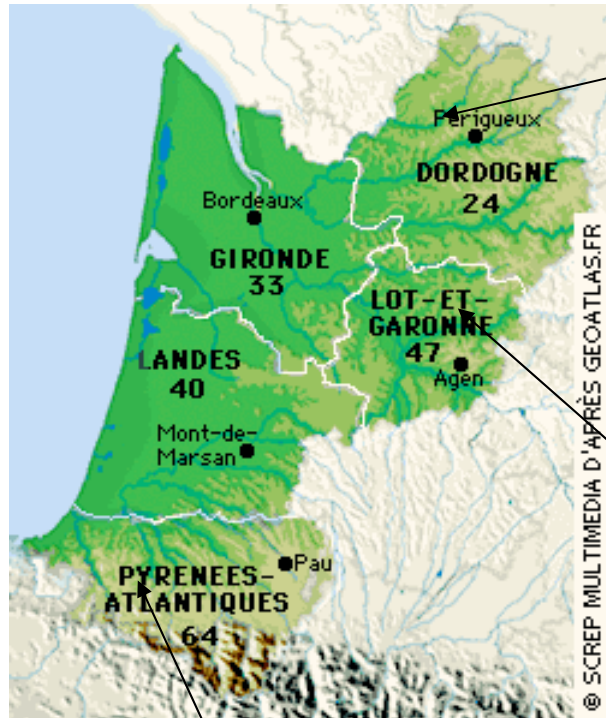 Périgueux
DORDOGNE
24
Bordeaux
GIRONDE
33
LOT-ET-
GARONNE
47
Agen
LANDES
40
Mont-de-
Marsan
Pau
PYRENEES-
ATLANTIQUES
64
© SCREP MULTIMEDIA D'APRÈS GEOATLAS.FR